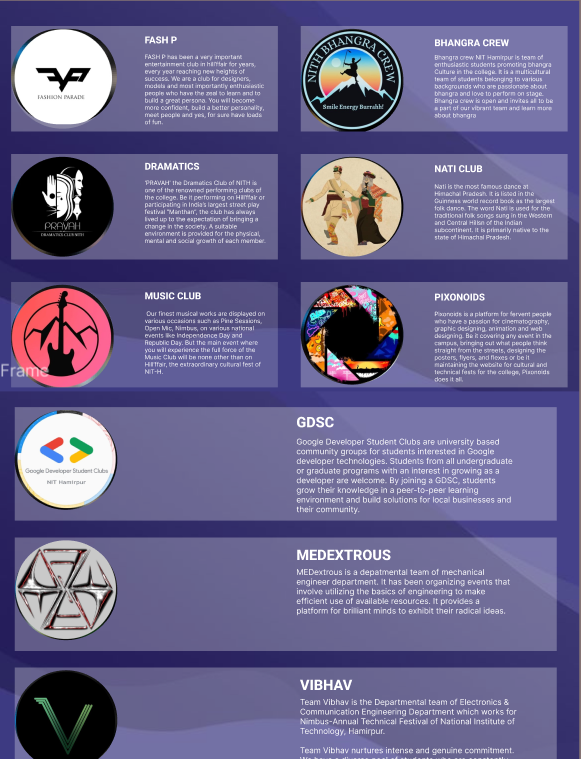 FASH P
FASH P has been a very important
entertainment club in hill'ffair for years,
every year reaching new heights of
success. We are a club for designers,
models and most importantly enthusiastic
people who have the zeal to learn and to
build a great persona. You will become
more confident, build a better personality,
meet people and yes, for sure have loads
of fun.
FASHION PARADE
BHANGRA CREW
Bhangra crew NIT Hamirpur is team of
enthusiastic students promoting bhangra
Culture in the college. It is a multicultural
team of students belonging to various
backgrounds who are passionate about
bhangra and love to perform on stage.
Bhangra crew is open and invites all to be
a part of our vibrant team and learn more
about bhangra
NITH BHANGRA CREW
Smile Energy Burrahh!
DRAMATICS
'PRAVAH' the Dramatics Club of NITH is
one of the renowned performing clubs of
the college. Be it performing on Hill'ffair or
participating in India's largest street play
festival "Manthan", the club has always
lived up to the expectation of bringing a
change in the society. A suitable
environment is provided for the physical,
mental and social growth of each member.
PRAVAH
DRAMATICS CLUB NITH
NATI CLUB
Nati is the most famous dance at
Himachal Pradesh. It is listed in the
Guinness world record book as the largest
folk dance. The word Nati is used for the
traditional folk songs sung in the Western
and Central Hillsn of the Indian
subcontinent. It is primarily native to the
state of Himachal Pradesh.
MUSIC CLUB
Our finest musical works are displayed on
various occasions such as Pine Sessions,
Open Mic, Nimbus, on various national
events like Independence Day and
Republic Day. But the main event where
you will experience the full force of the
Music Club will be none other than on
Hill'ffair, the extraordinary cultural fest of
NIT-H.
Frame
PIXONOIDS
Pixonoids is a platform for fervent people
who have a passion for cinematography,
graphic designing, animation and web
designing. Be it covering any event in the
campus, bringing out what people think
straight from the streets, designing the
posters, flyers, and flexes or be it
maintaining the website for cultural and
technical fests for the college, Pixonoids
does it all.
GDSC
Google Developer Student Clubs are university based
community groups for students interested in Google
developer technologies. Students from all undergraduate
or graduate programs with an interest in growing as a
developer are welcome. By joining a GDSC, students
grow their knowledge in a peer-to-peer learning
environment and build solutions for local businesses and
their community.
Google Developer Student Clubs
NIT Hamirpur
MEDEXTROUS
MEDextrous is a depatmental team of mechanical
engineer department. It has been organizing events that
involve utilizing the basics of engineering to make
efficient use of available resources. It provides a
platform for brilliant minds to exhibit their radical ideas.
VIBHAV
Team Vibhav is the Departmental team of Electronics &
Communication Engineering Department which works for
Nimbus-Annual Technical Festival of National Institute of
Technology, Hamirpur.
Team Vibhav nurtures intense and genuine commitment.